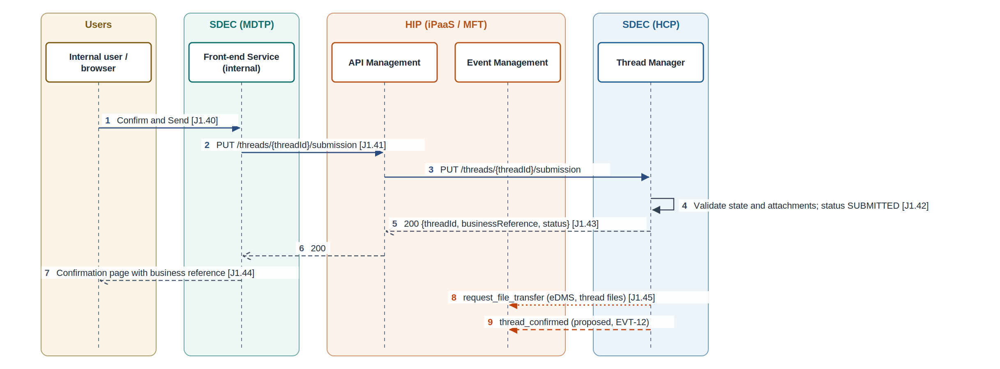 Users
SDEC (MDTP)
HIP (iPaaS / MFT)
SDEC (HCP)
Internal user /
browser
Front-end Service
(internal)
API Management
Event Management
Thread Manager
1 Confirm and Send [J1.40]
2 PUT /threads/{threadId}/submission [J1.41]
3 PUT /threads/{threadId}/submission
4 Validate state and attachments; status SUBMITTED [J1.42]
5 200 {threadId, businessReference, status} [J1.43]
6 200
7 Confirmation page with business reference [J1.44]
8 request_file_transfer (eDMS, thread files) [J1.45]
9 thread_confirmed (proposed, EVT-12)